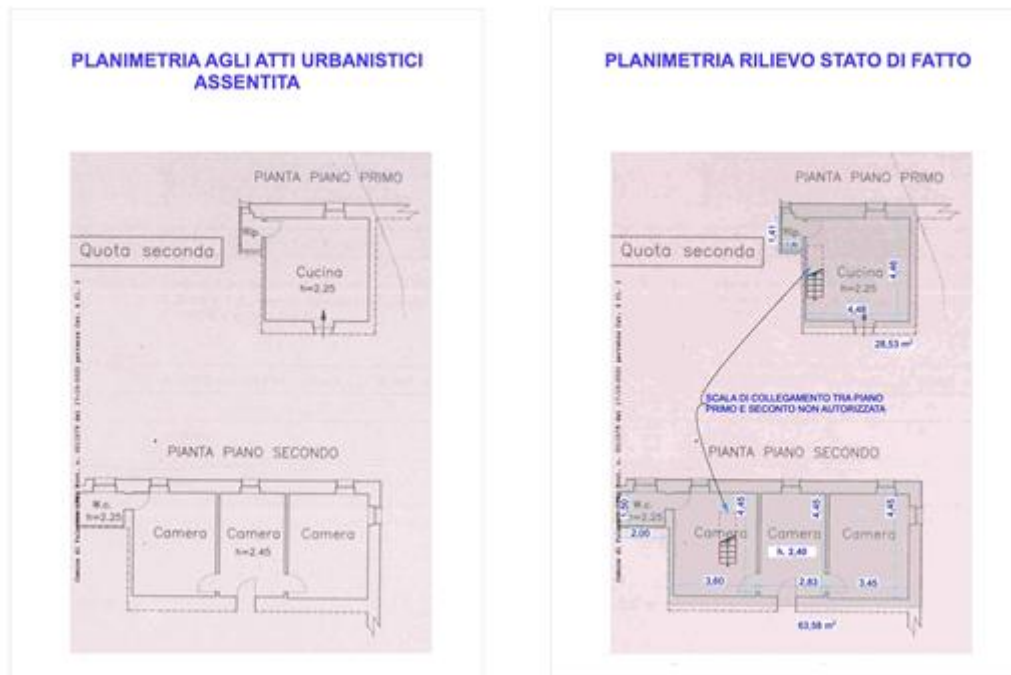 PLANIMETRIA AGLI ATTI URBANISTICI
ASSENTITA
PIANTA PIANO PRIMO
Quota seconda
Cucina
h=2.25
PIANTA PIANO SECONDO
W.c.
h=2.25
Camera
Camera
Camera
h=2.45
PLANIMETRIA RILIEVO STATO DI FATTO
PIANTA PIANO PRIMO
1,41
Quota seconda
Cucina
h=2.25
4,46
4,48
28,53 m²
SCALA DI COLLEGAMENTO TRA PIANO
PRIMO E SECONTO NON AUTORIZZATA
PIANTA PIANO SECONDO
1,50
W.c.
h=2.25
2,00
4,45
4,45
4,45
Camera
Camera
Camera
h. 2,40
3,60
2,83
3,45
63,58 m²